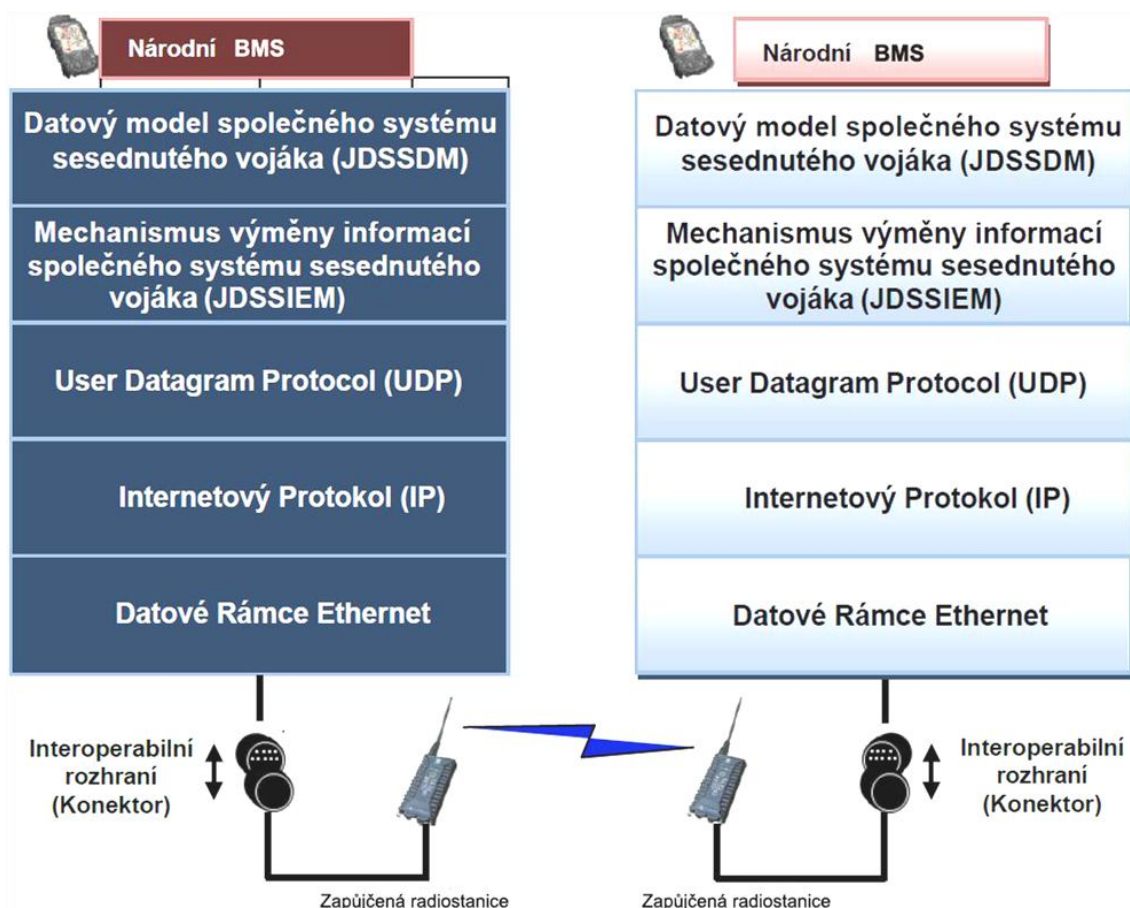 Národní BMS
Datový model společného systému
sesednutého vojáka (JDSSDM)
Mechanismus výměny informací
společného systému sesednutého
vojáka (JDSSIEM)
User Datagram Protocol (UDP)
Internetový Protokol (IP)
Datové Rámce Ethernet
Interoperabilní
rozhraní
(Konektor)
Zapůjčená radiostanice
Národní BMS
Datový model společného systému
sesednutého vojáka (JDSSDM)
Mechanismus výměny informací
společného systému sesednutého
vojáka (JDSSIEM)
User Datagram Protocol (UDP)
Internetový Protokol (IP)
Datové Rámce Ethernet
Interoperabilní
rozhraní
(Konektor)
Zapůjčená radiostanice